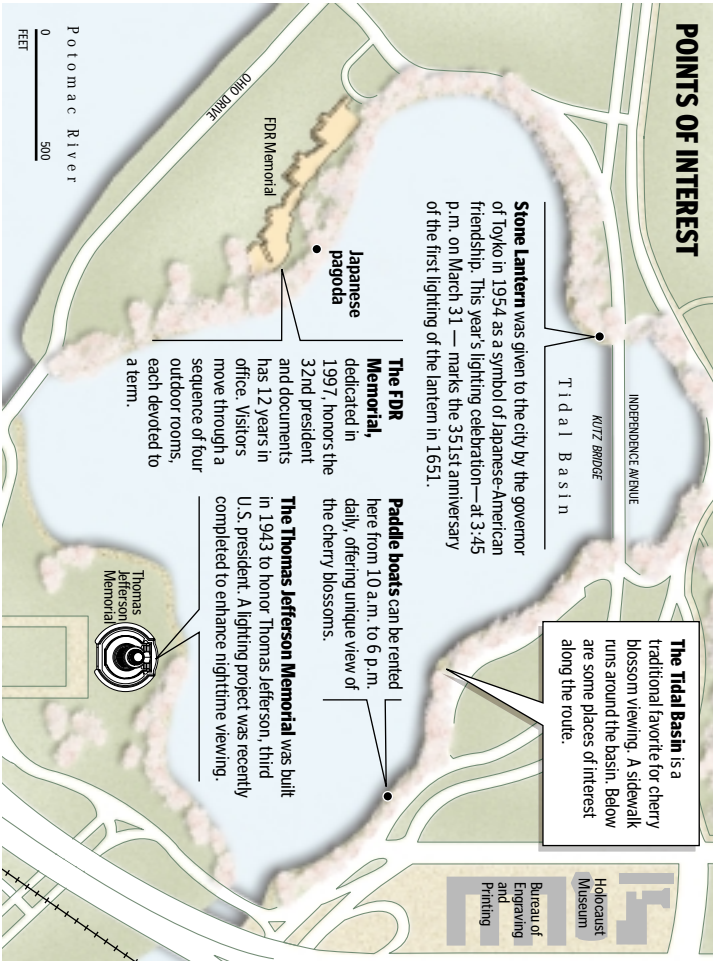 POINTS OF INTEREST
The Tidal Basin is a
traditional favorite for cherry
blossom viewing. A sidewalk
runs around the basin. Below
are some places of interest
along the route.
Holocaust
Museum
Bureau of
Engraving
and
Printing
INDEPENDENCE AVENUE
KUTZ BRIDGE
Tidal Basin
Stone Lantern was given to the city by the governor
of Toyko in 1954 as a symbol of Japanese-American
friendship. This year's lighting celebration—at 3:45
p.m. on March 31 — marks the 351st anniversary
of the first lighting of the lantern in 1651.
Paddle boats can be rented
here from 10 a.m. to 6 p.m.
daily, offering unique view of
the cherry blossoms.
Japanese
pagoda
The FDR
Memorial,
dedicated in
1997, honors the
32nd president
and documents
has 12 years in
office. Visitors
move through a
sequence of four
outdoor rooms,
each devoted to
a term.
The Thomas Jefferson Memorial was built
in 1943 to honor Thomas Jefferson, third
U.S. president. A lighting project was recently
completed to enhance nighttime viewing.
FDR Memorial
OHIO DRIVE
Thomas
Jefferson
Memorial
Potomac River
0 500
FEET